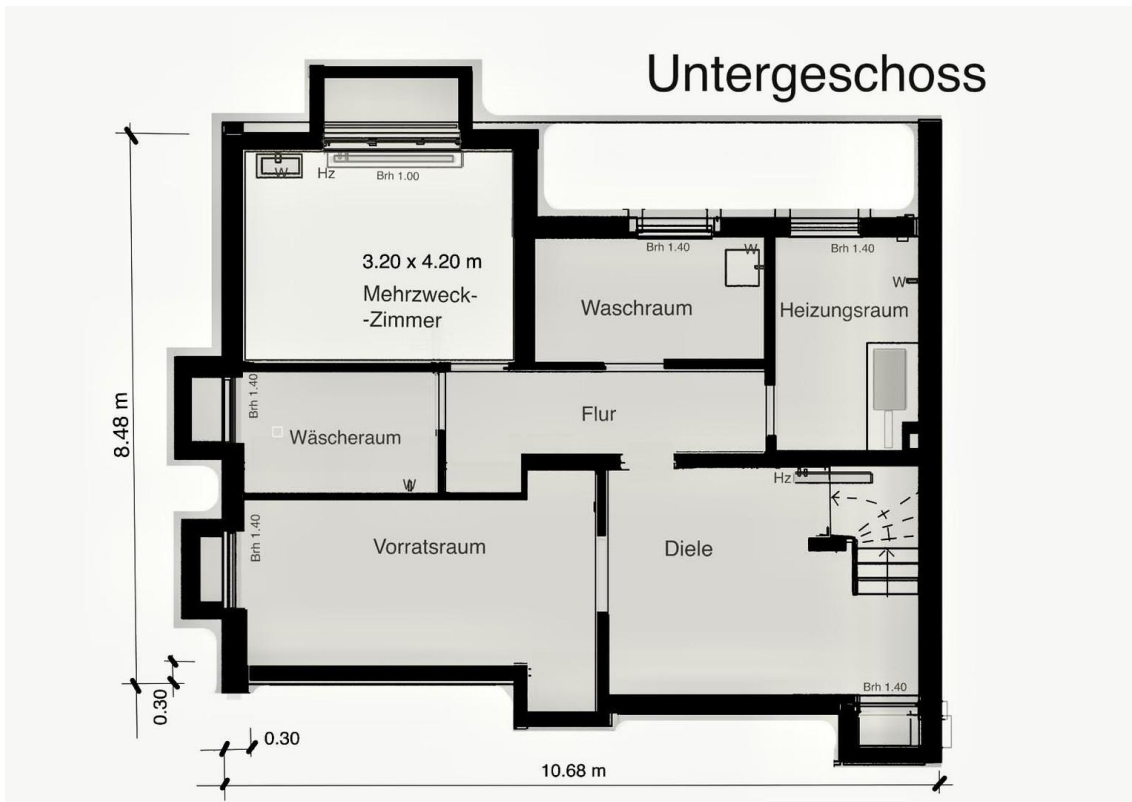 Untergeschoss
W
Hz
Brh 1.00
3.20 x 4.20 m
Mehrzweck-
-Zimmer
Brh 1.40
W
Waschraum
Brh 1.40
W
Heizungsraum
Brh 1.40
Wäscheraum
W
Flur
8.48 m
Hz
Brh 1.40
Vorratsraum
Diele
Brh 1.40
0.30
0.30
10.68 m